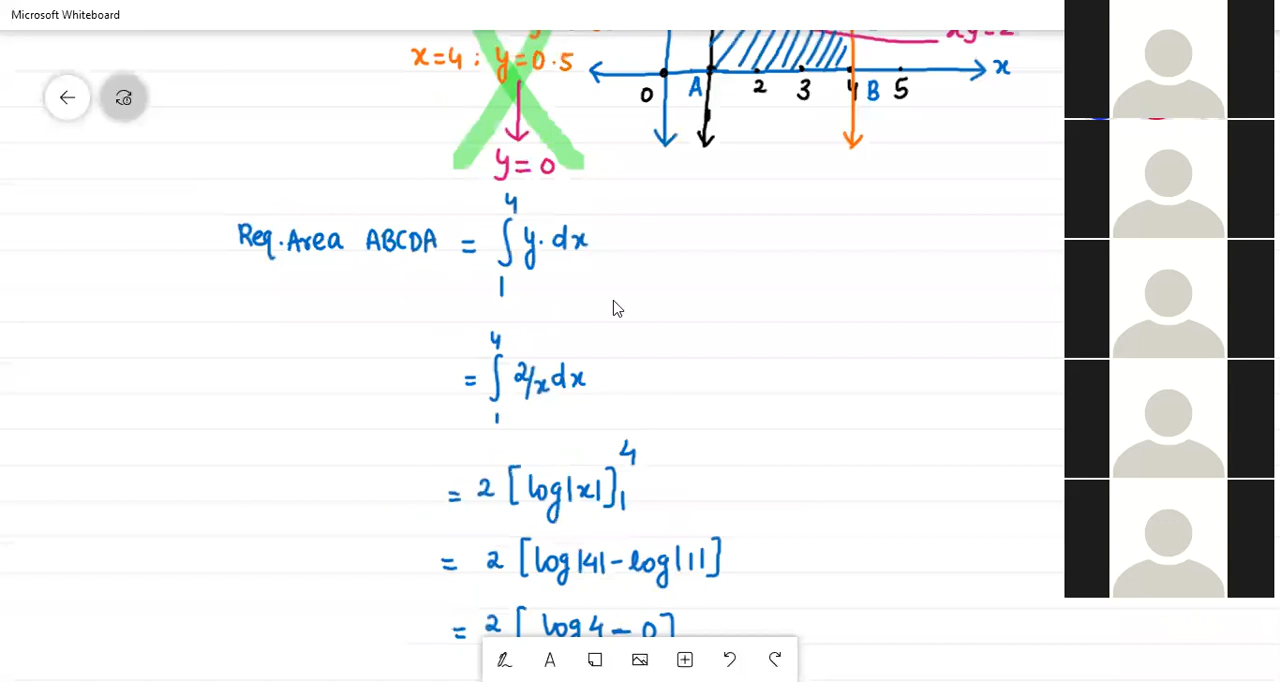 Microsoft Whiteboard
x=4 : y=0.5
x
0 A 2 3 4 B 5
y=0
Req. Area ABCDA = ∫₁⁴ y. dx
= ∫₁⁴ 2/x dx
= 2 [log|x|]₁⁴
= 2 [log|4| - log|1|]
= 2 [ log 4 - 0]